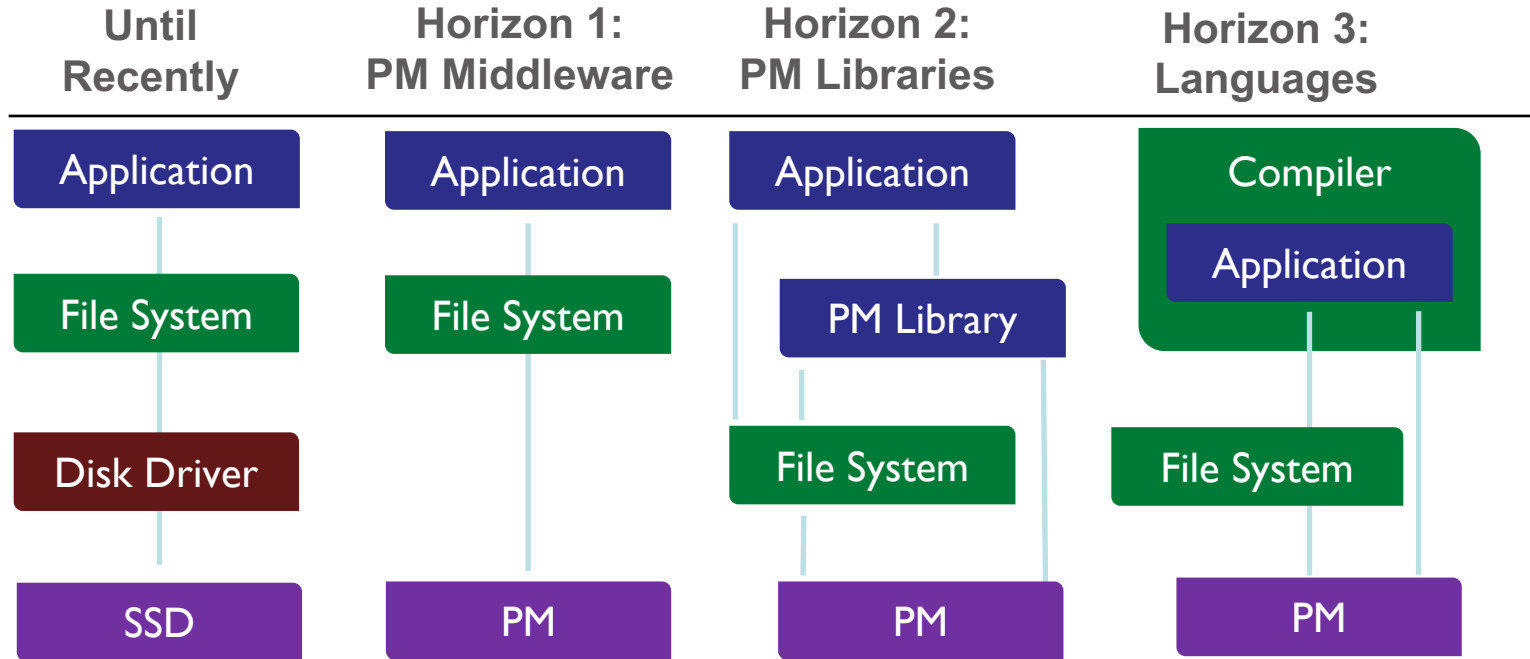 Until
Recently
Horizon 1:
PM Middleware
Horizon 2:
PM Libraries
Horizon 3:
Languages
Application
File System
Disk Driver
SSD
Application
File System
PM
Application
PM Library
File System
PM
Compiler
Application
File System
PM